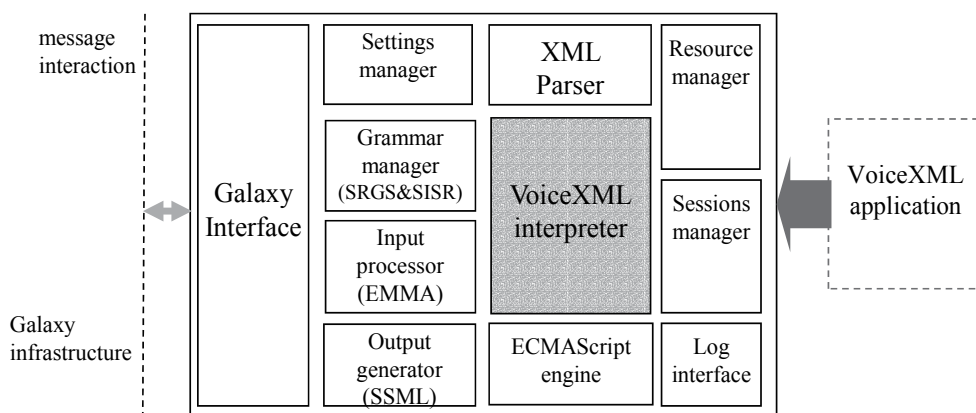 message
interaction
Galaxy
infrastructure
Galaxy
Interface
Settings
manager
Grammar
manager
(SRGS&SISR)
Input
processor
(EMMA)
Output
generator
(SSML)
XML
Parser
VoiceXML
interpreter
ECMAScript
engine
Resource
manager
Sessions
manager
Log
interface
VoiceXML
application